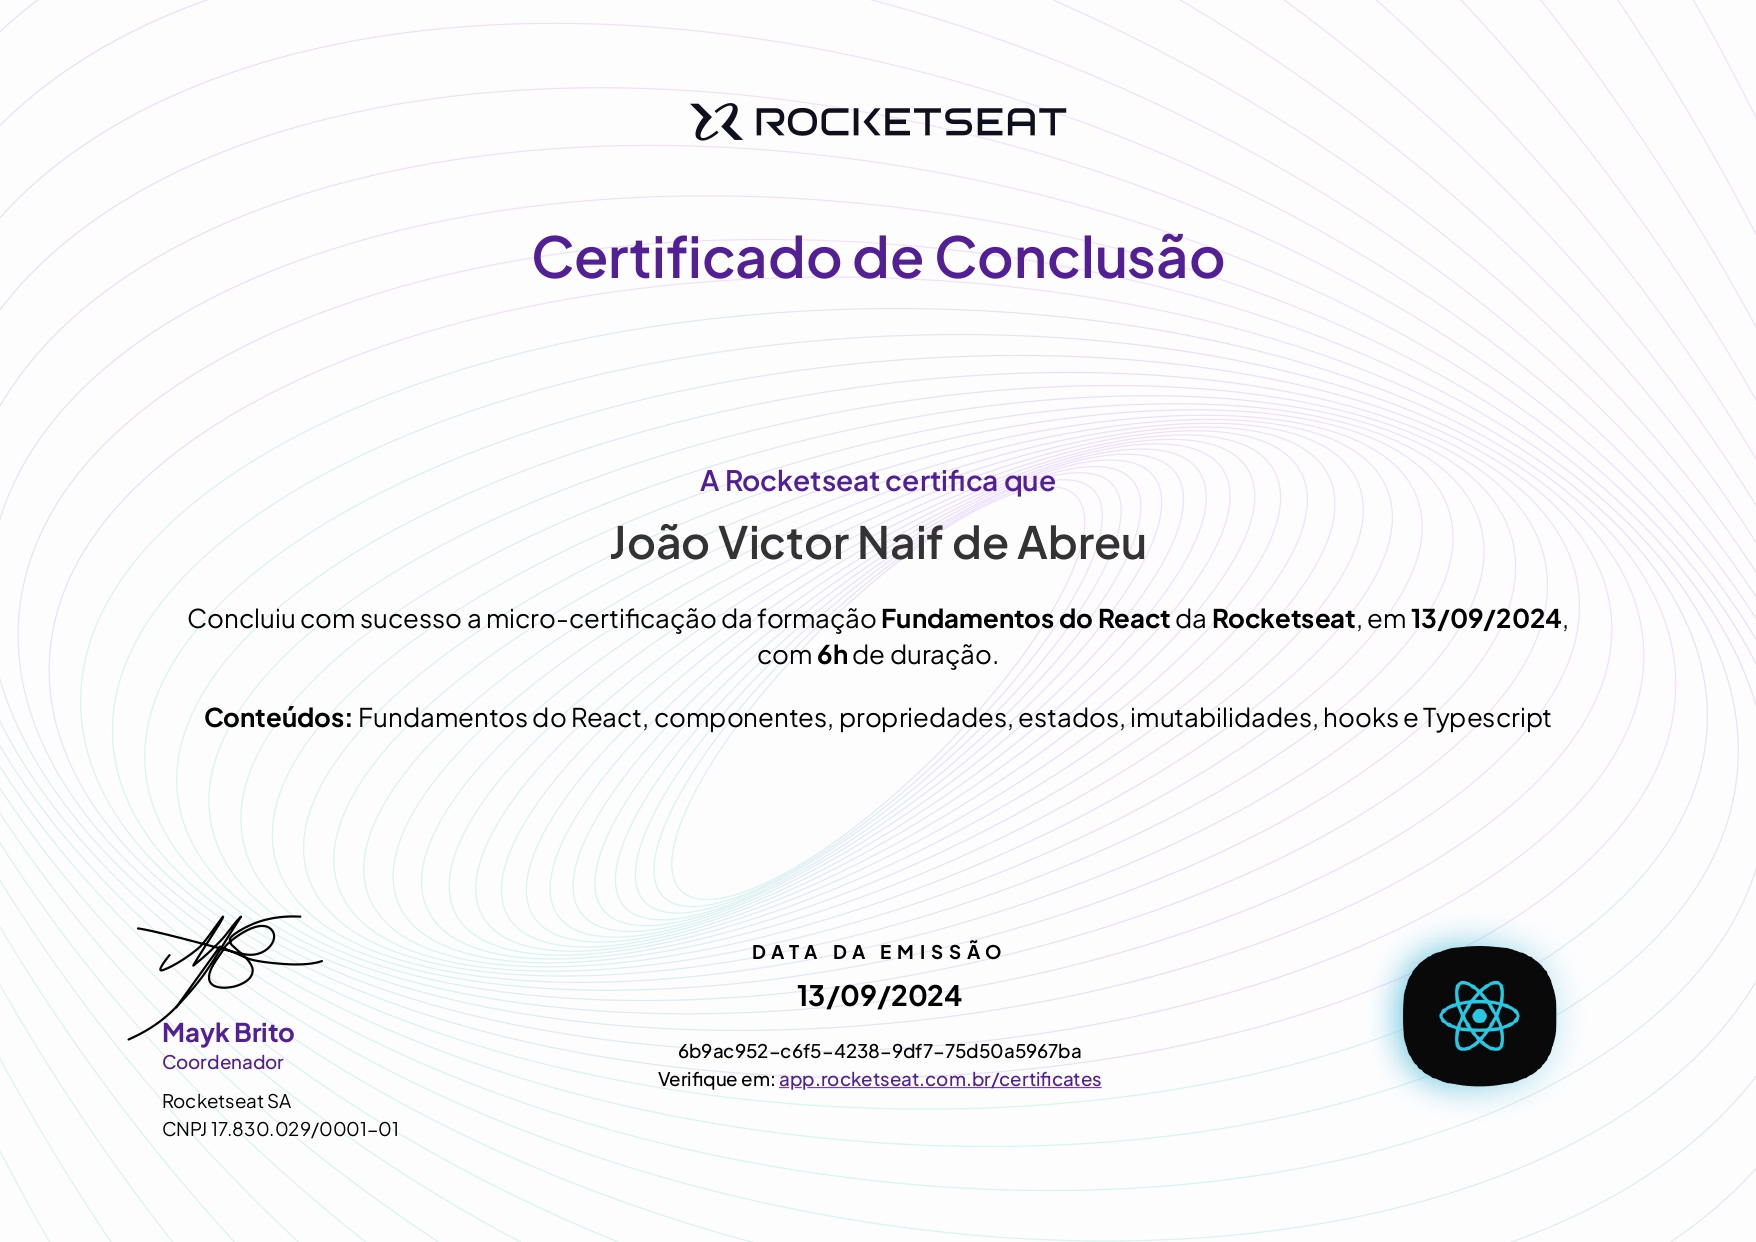 ROCKETSEAT
Certificado de Conclusão
A Rocketseat certifica que
João Victor Naif de Abreu
Concluiu com sucesso a micro-certificação da formação Fundamentos do React da Rocketseat, em 13/09/2024,
com 6h de duração.
Conteúdos: Fundamentos do React, componentes, propriedades, estados, imutabilidades, hooks e Typescript
Mayk Brito
Coordenador
Rocketseat SA
CNPJ 17.830.029/0001-01
DATA DA EMISSÃO
13/09/2024
6b9ac952-c6f5-4238-9df7-75d50a5967ba
Verifique em: app.rocketseat.com.br/certificates